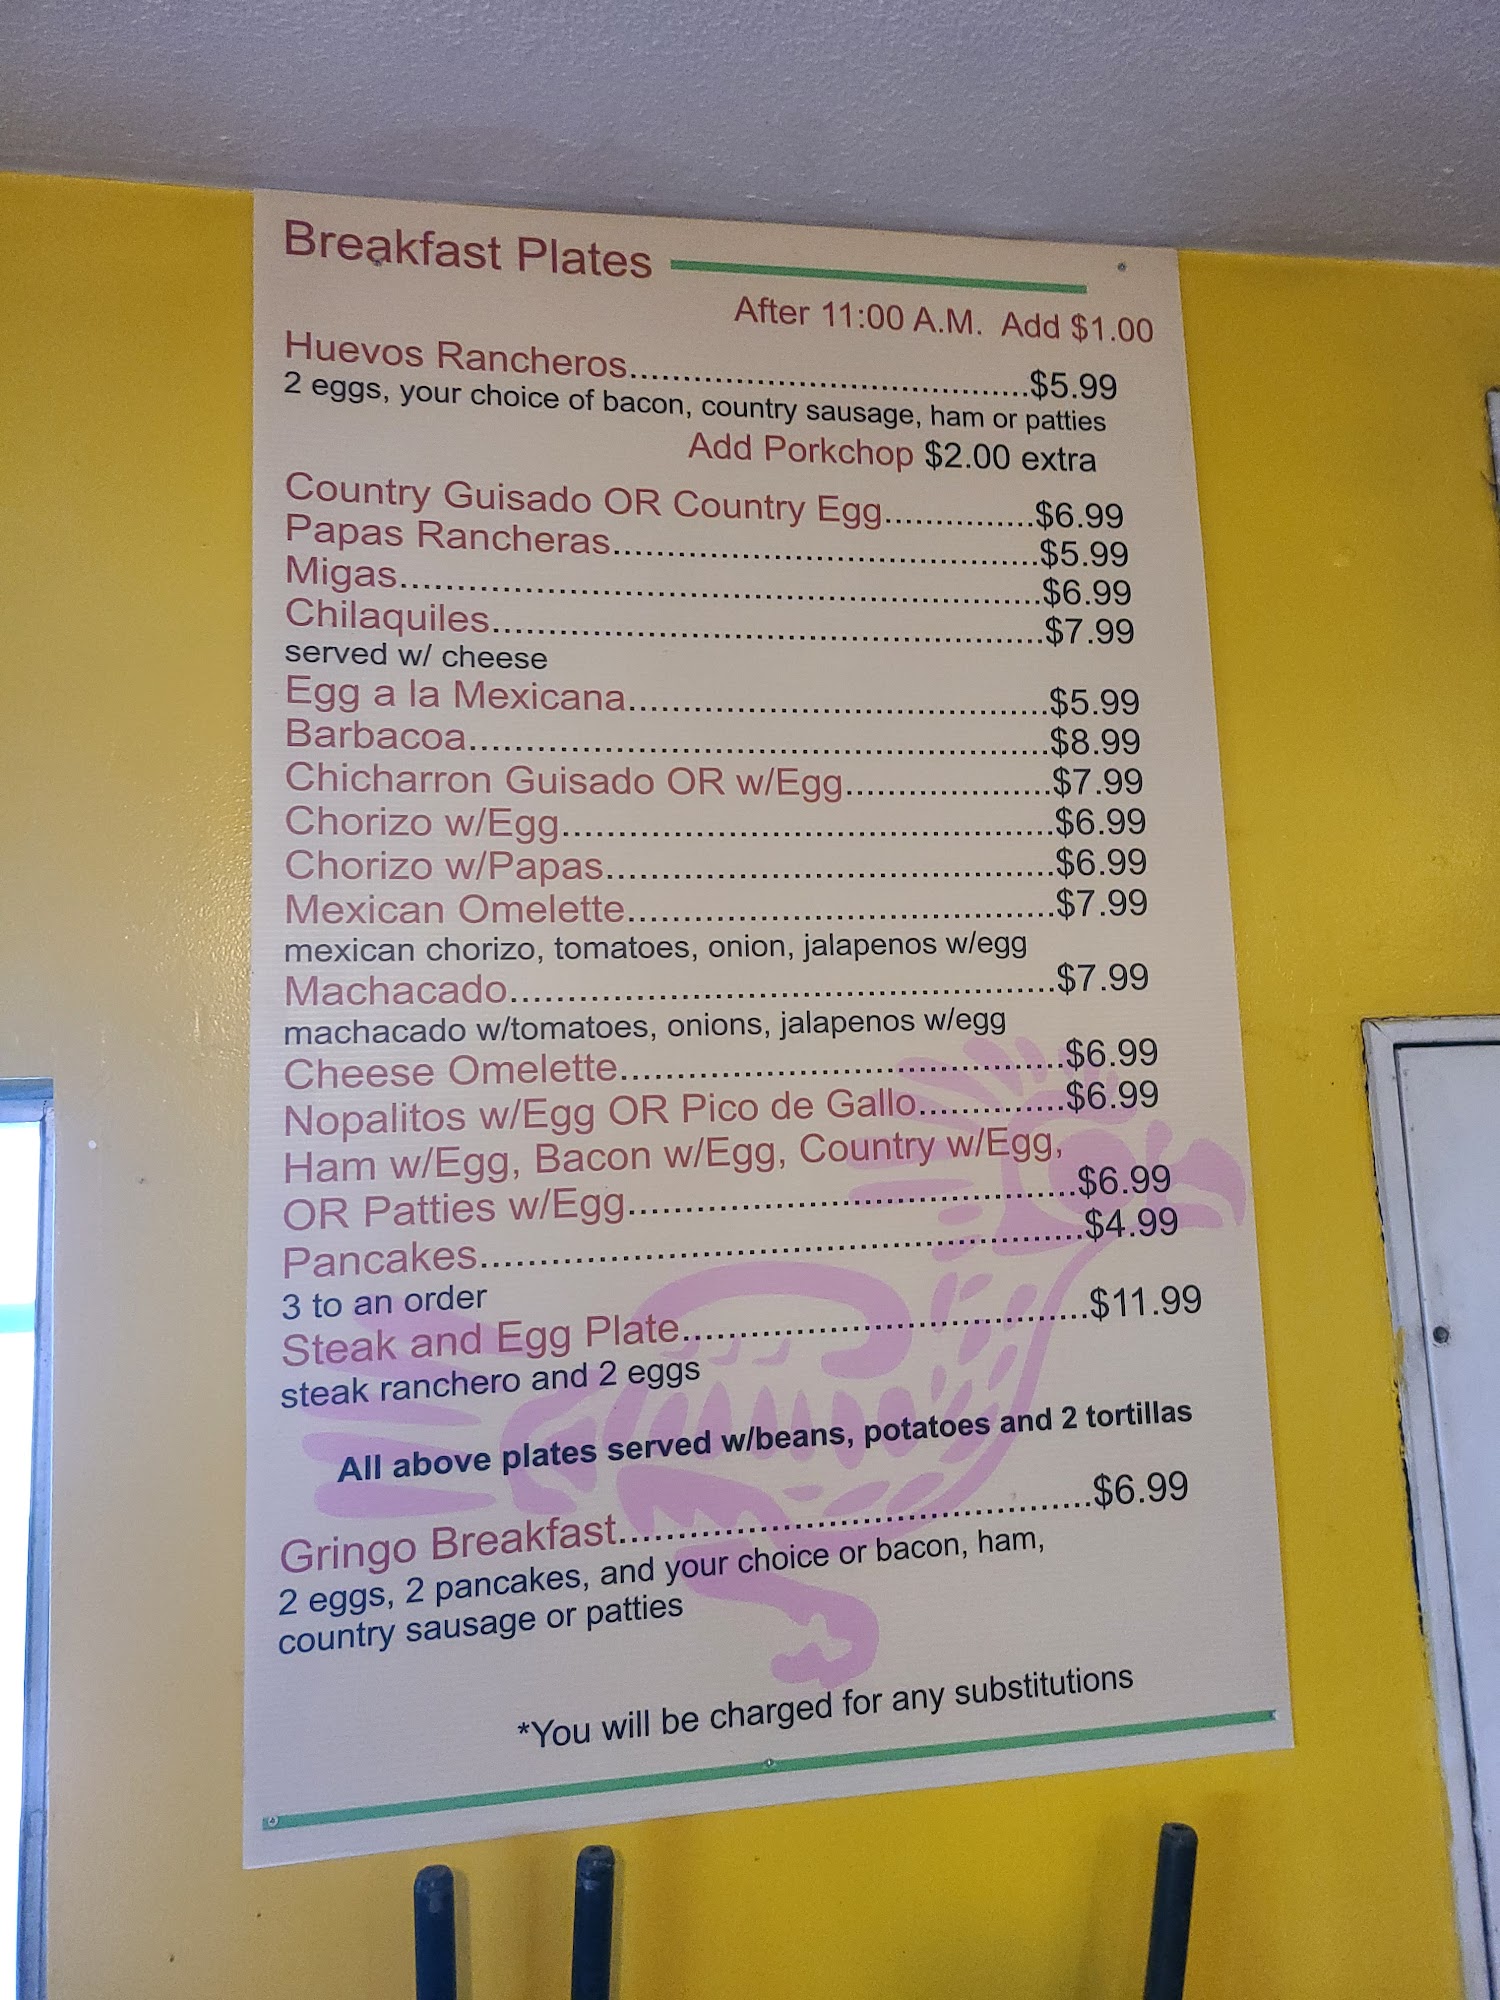 Breakfast Plates
After 11:00 A.M. Add $1.00
Huevos Rancheros......................................$5.99
2 eggs, your choice of bacon, country sausage, ham or patties
Add Porkchop $2.00 extra
Country Guisado OR Country Egg...............$6.99
Papas Rancheras........................................$5.99
Migas...........................................................$6.99
Chilaquiles...................................................$7.99
served w/ cheese
Egg a la Mexicana.......................................$5.99
Barbacoa.....................................................$8.99
Chicharron Guisado OR w/Egg....................$7.99
Chorizo w/Egg.............................................$6.99
Chorizo w/Papas.........................................$6.99
Mexican Omelette.......................................$7.99
mexican chorizo, tomatoes, onion, jalapenos w/egg
Machacado.................................................$7.99
machacado w/tomatoes, onions, jalapenos w/egg
Cheese Omelette........................................$6.99
Nopalitos w/Egg OR Pico de Gallo..............$6.99
Ham w/Egg, Bacon w/Egg, Country w/Egg,
OR Patties w/Egg........................................$6.99
Pancakes.....................................................$4.99
3 to an order
Steak and Egg Plate....................................$11.99
steak ranchero and 2 eggs
All above plates served w/beans, potatoes and 2 tortillas
Gringo Breakfast..........................................$6.99
2 eggs, 2 pancakes, and your choice or bacon, ham,
country sausage or patties
*You will be charged for any substitutions